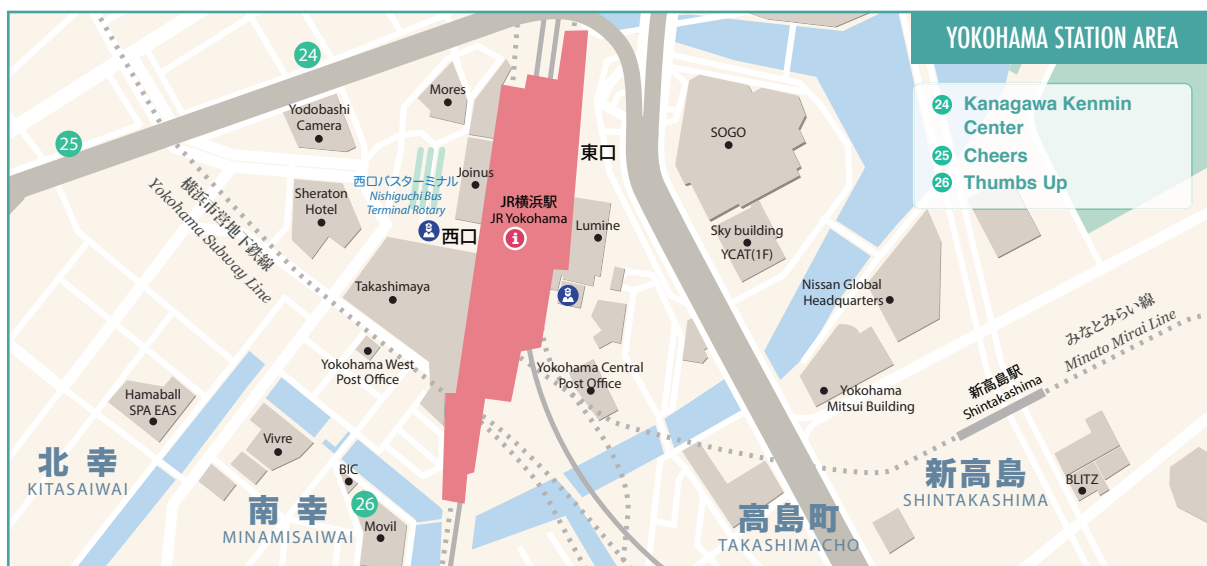 YOKOHAMA STATION AREA
24 Kanagawa Kenmin
Center
25 Cheers
26 Thumbs Up
24
25
Yodobashi
Camera
Mores
Joinus
西口バスターミナル
Nishiguchi Bus
Terminal Rotary
Sheraton
Hotel
横浜市営地下鉄線
Yokohama Subway Line
西口
東口
JR横浜駅
JR Yokohama
i
Lumine
SOGO
Sky building
YCAT(1F)
Nissan Global
Headquarters
Takashimaya
Yokohama West
Post Office
Yokohama Central
Post Office
Yokohama
Mitsui Building
みなとみらい線
Minato Mirai Line
新高島駅
Shintakashima
Hamaball
SPA EAS
Vivre
BIC
26
Movil
BLITZ
北幸
KITASAIWAI
南幸
MINAMISAIWAI
高島町
TAKASHIMACHO
新高島
SHINTAKASHIMA